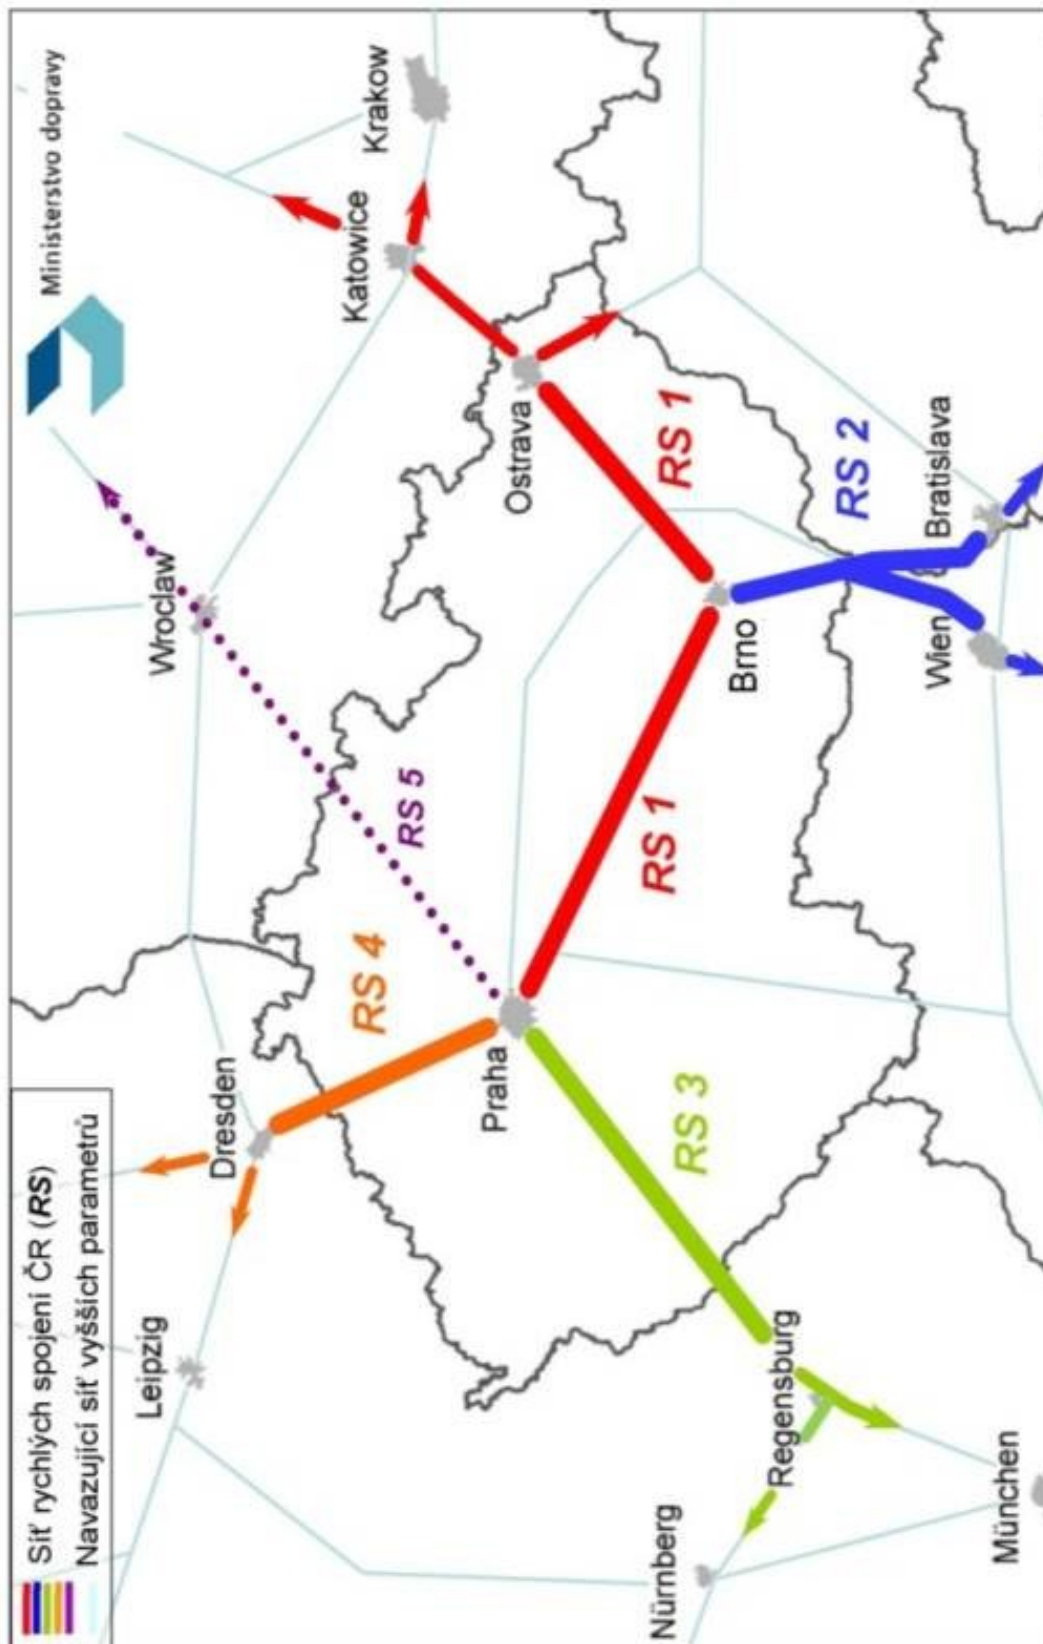 Síť rychlých spojení ČR (RS)
Navazující síť vyšších parametrů
Ministerstvo dopravy
Leipzig
Dresden
Wroclaw
Katowice
Krakow
RS 4
RS 5
Praha
Ostrava
Nürnberg
Regensburg
RS 3
RS 1
RS 1
Brno
RS 2
München
Wien
Bratislava